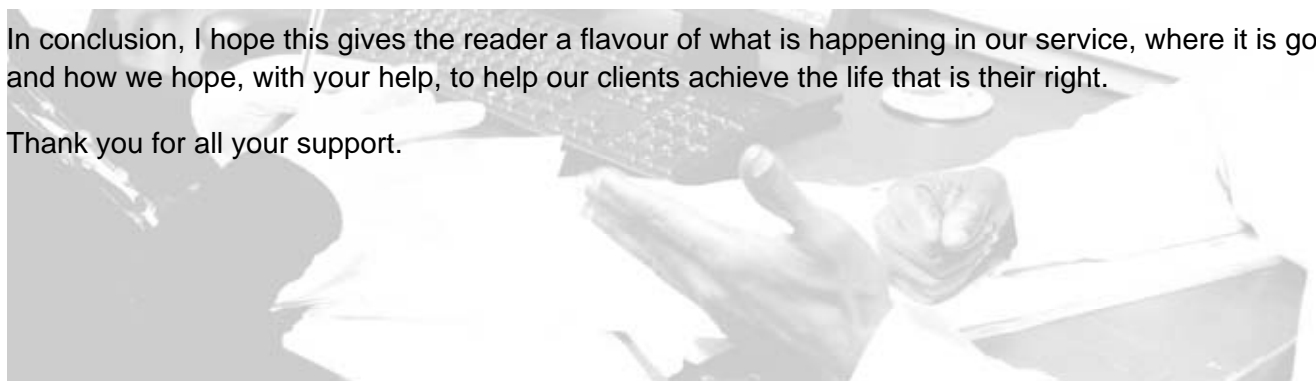 In conclusion, I hope this gives the reader a flavour of what is happening in our service, where it is go
and how we hope, with your help, to help our clients achieve the life that is their right.
Thank you for all your support.